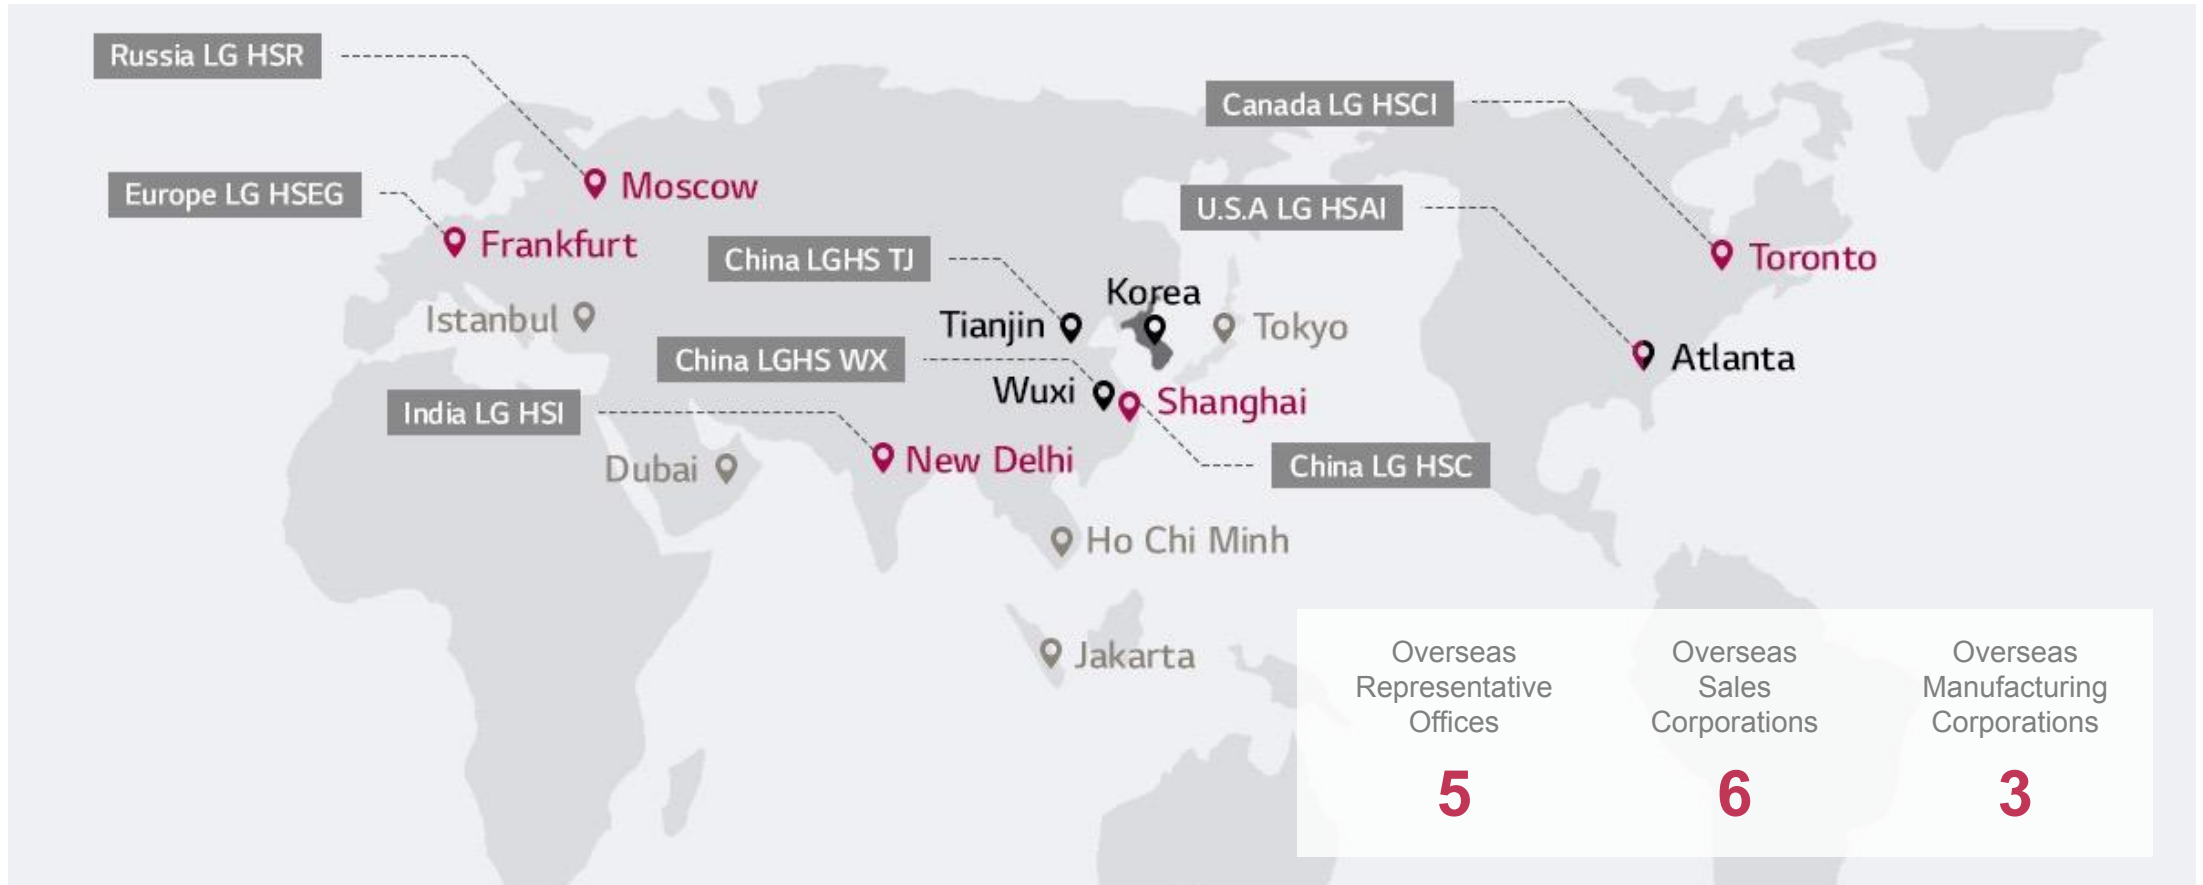 Russia LG HSR
Canada LG HSCI
Moscow
Europe LG HSEG
U.S.A LG HSAI
Frankfurt
China LGHS TJ
Toronto
Korea
Istanbul
Tianjin
Tokyo
China LGHS WX
Atlanta
Wuxi
Shanghai
India LG HSI
New Delhi
Dubai
China LG HSC
Ho Chi Minh
Jakarta
Overseas
Representative
Offices
5
Overseas
Sales
Corporations
6
Overseas
Manufacturing
Corporations
3